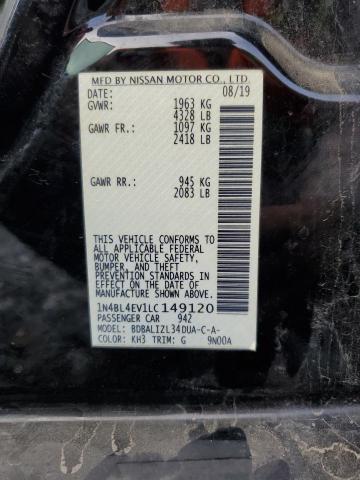 MFD BY NISSAN MOTOR CO., LTD.
DATE: 08/19
GVWR: 1963 KG
4328 LB
GAWR FR.: 1097 KG
2418 LB
GAWR RR.: 945 KG
2083 LB
THIS VEHICLE CONFORMS TO
ALL APPLICABLE FEDERAL
MOTOR VEHICLE SAFETY,
BUMPER, AND THEFT
PREVENTION STANDARDS IN
EFFECT ON THE DATE OF
MANUFACTURE SHOWN ABOVE.
1N4BL4EV1LC149120
PASSENGER CAR 942
MODEL: BDBALIZL34DUA-C-A-
COLOR: KH3 TRIM: G 9N00A